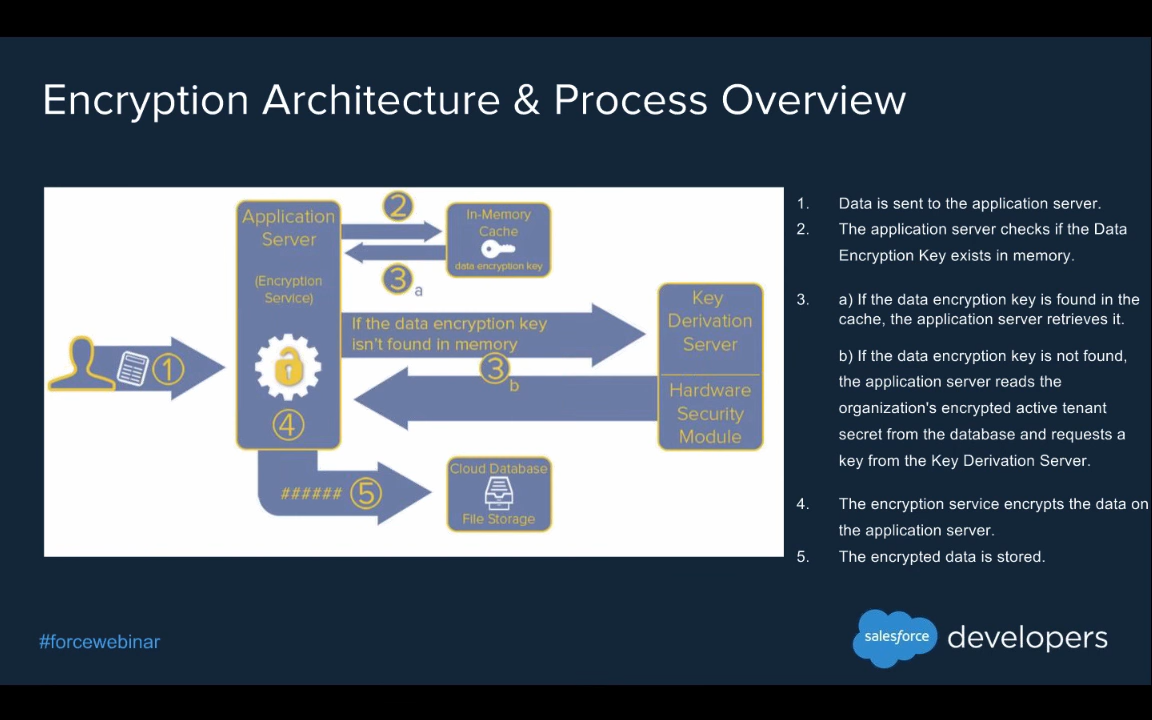 Encryption Architecture & Process Overview
Application
Server
(Encryption
Service)
1
2
In-Memory
Cache
data encryption key
3
a
If the data encryption key
isn't found in memory
3
b
Key
Derivation
Server
Hardware
Security
Module
4
###### 5
Cloud Database
File Storage
1. Data is sent to the application server.
2. The application server checks if the Data
Encryption Key exists in memory.
3. a) If the data encryption key is found in the
cache, the application server retrieves it.
b) If the data encryption key is not found,
the application server reads the
organization's encrypted active tenant
secret from the database and requests a
key from the Key Derivation Server.
4. The encryption service encrypts the data on
the application server.
5. The encrypted data is stored.
#forcewebinar
salesforce developers